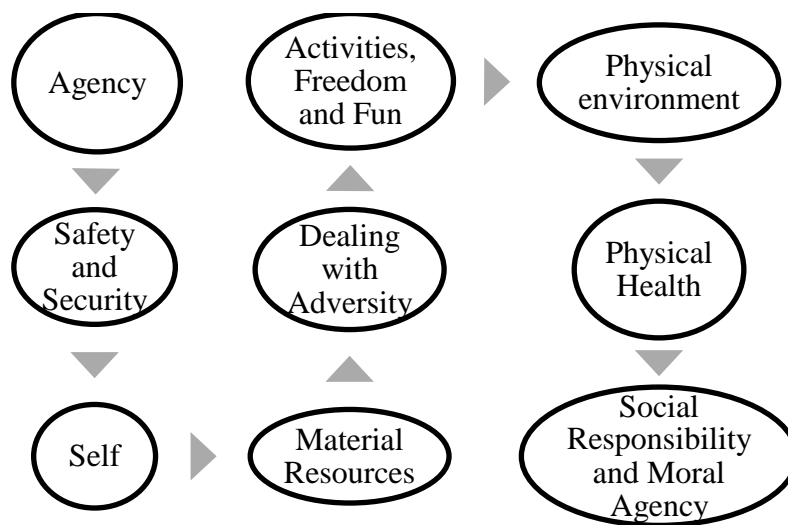 Agency
Safety
and
Security
Self
Material
Resources
Dealing
with
Adversity
Activities,
Freedom
and Fun
Physical
environment
Physical
Health
Social
Responsibility
and Moral
Agency